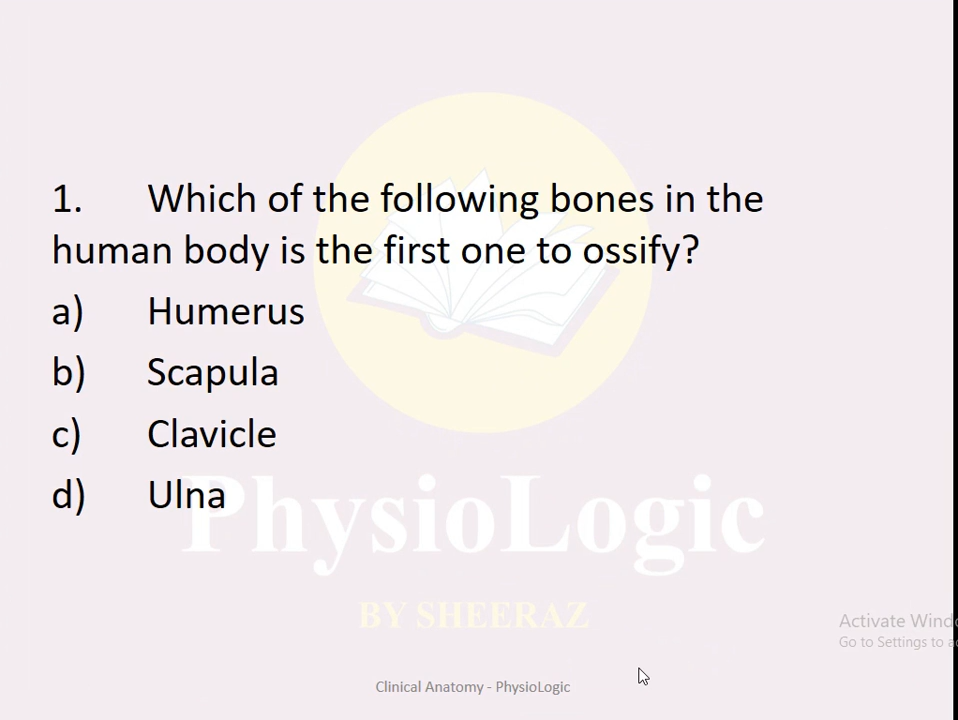 1. Which of the following bones in the
human body is the first one to ossify?
a) Humerus
b) Scapula
c) Clavicle
d) Ulna
PhysioLogic
BY SHEERAZ
Activate Windo
Go to Settings to a
Clinical Anatomy - PhysioLogic